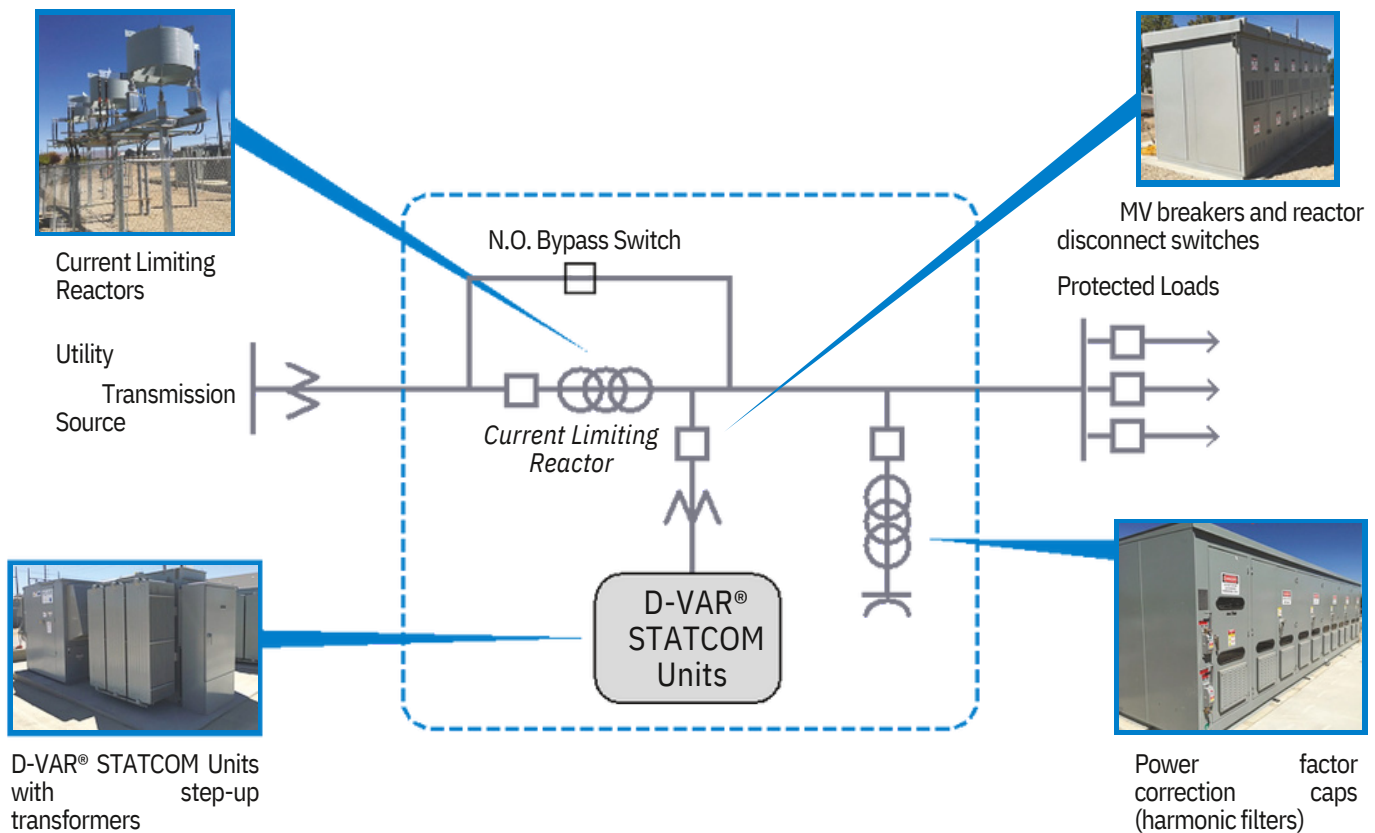 MV breakers and reactor
disconnect switches
N.O. Bypass Switch
Current Limiting
Reactors
Protected Loads
Utility
Transmission
Source
Current Limiting
Reactor
D-VAR®
STATCOM
Units
D-VAR® STATCOM Units
with step-up
transformers
Power factor
correction caps
(harmonic filters)